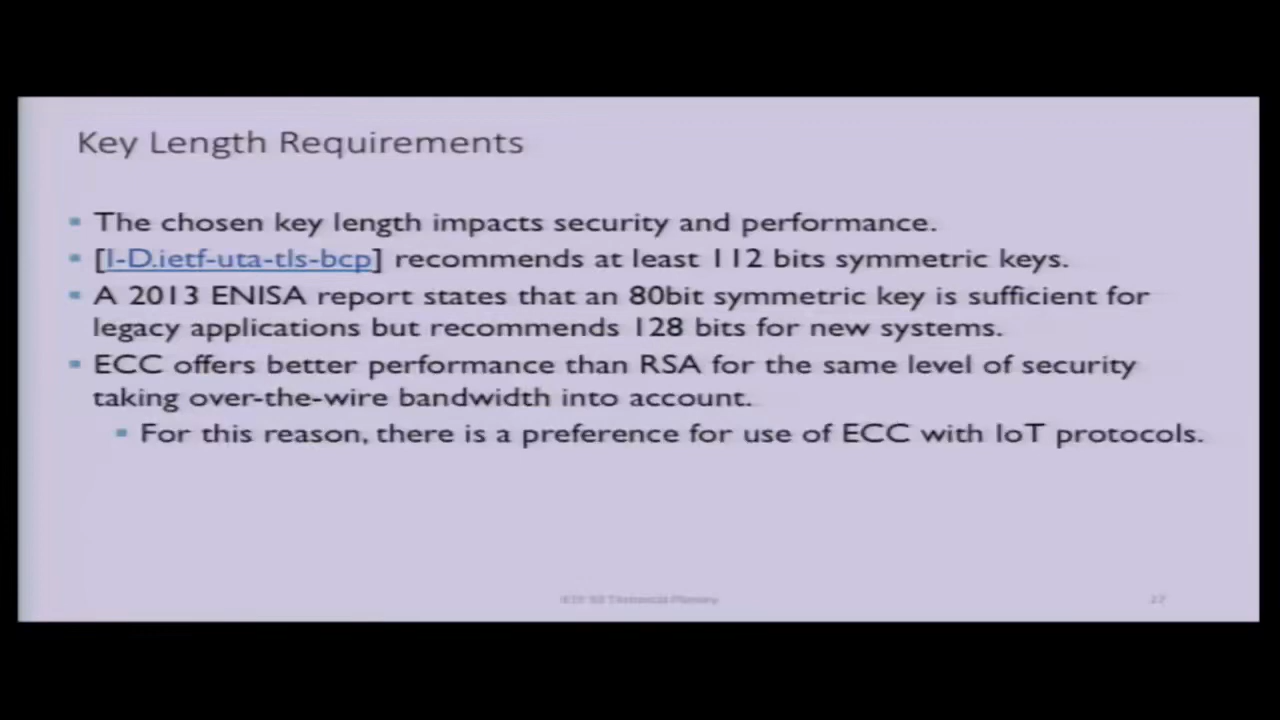 Key Length Requirements
The chosen key length impacts security and performance.
[I-D.ietf-uta-tls-bcp] recommends at least 112 bits symmetric keys.
A 2013 ENISA report states that an 80bit symmetric key is sufficient for
legacy applications but recommends 128 bits for new systems.
ECC offers better performance than RSA for the same level of security
taking over-the-wire bandwidth into account.
For this reason, there is a preference for use of ECC with IoT protocols.
Technical Plenary
27